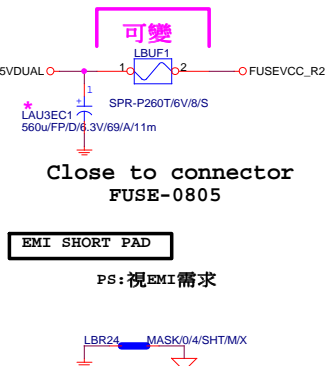 可變
LBUF1
5VDUAL
1
2
FUSEVCC_R2
SPR-P260T/6V/8/S
*
+
1
LAU3EC1
560u/FP/D/6.3V/69/A/11m
Close to connector
FUSE-0805
EMI SHORT PAD
PS:視EMI需求
LBR24
MASK/0/4/SHT/M/X